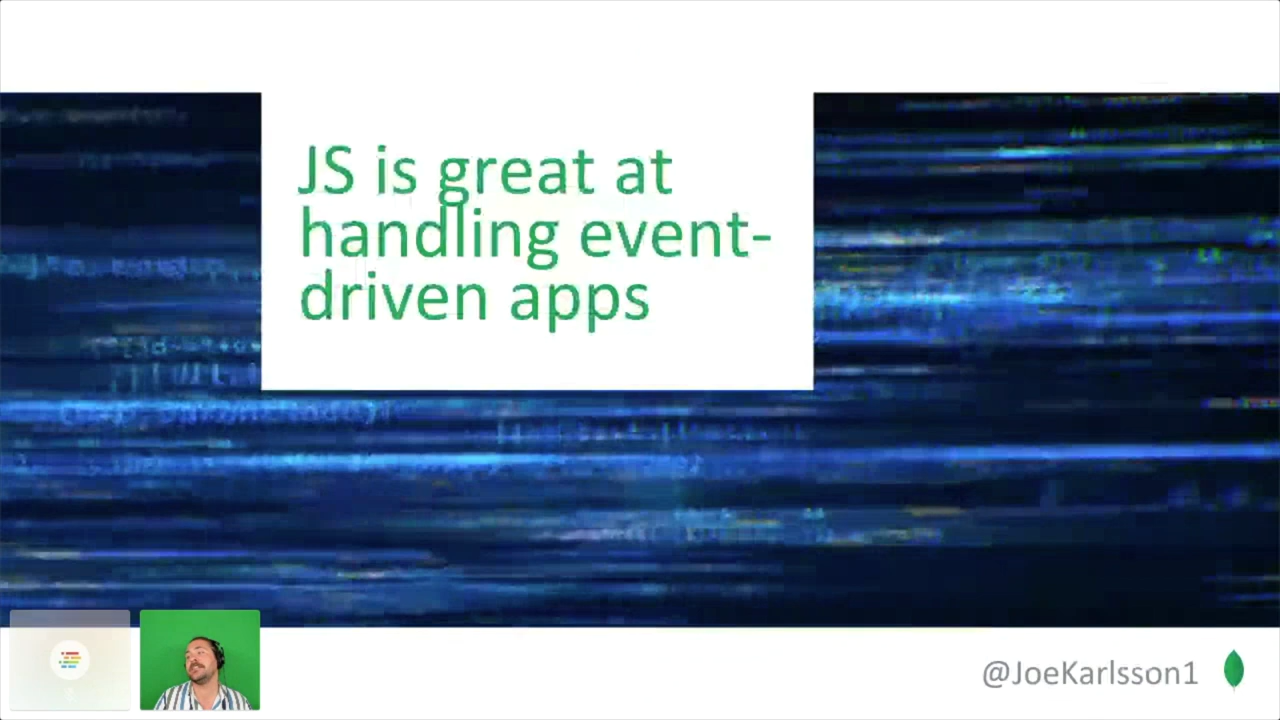 JS is great at
handling event-
driven apps
@JoeKarlsson1